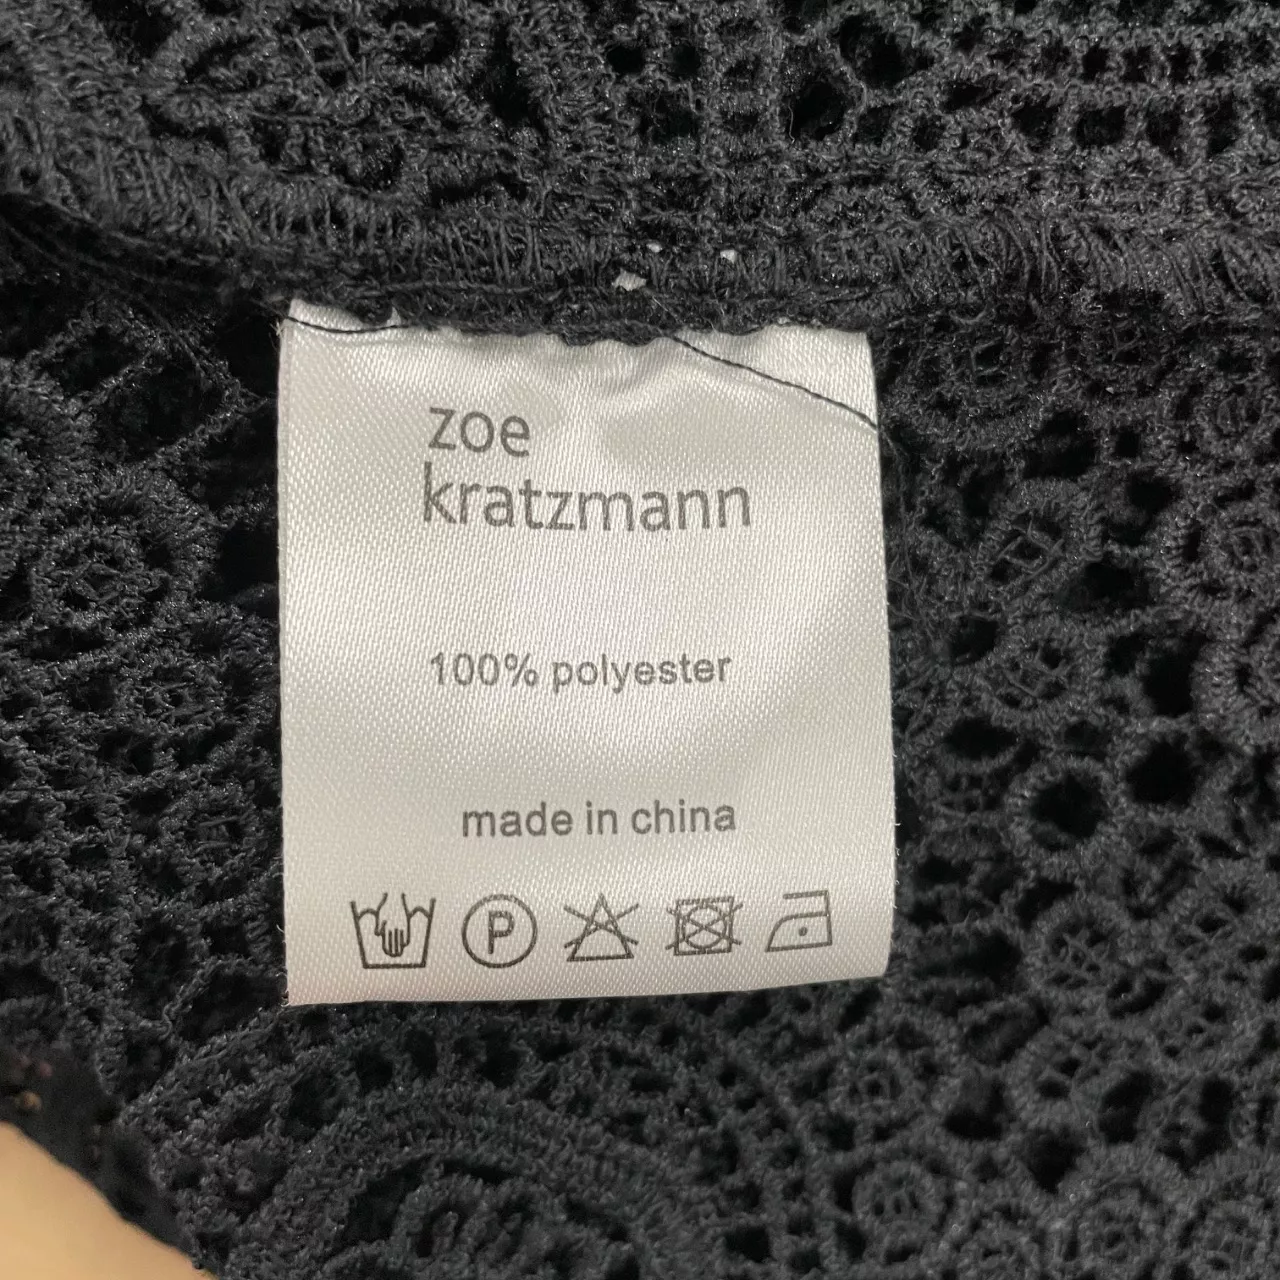 zoe
kratzmann
100% polyester
made in china
P